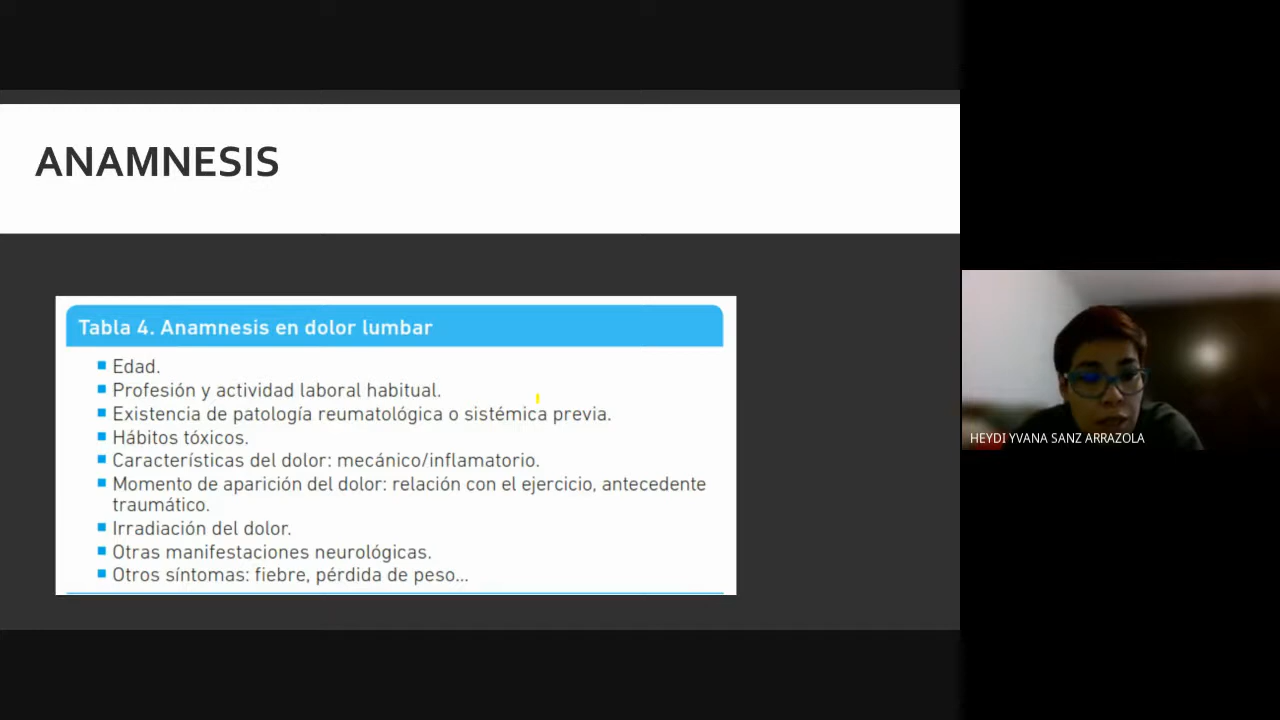 ANAMNESIS
Tabla 4. Anamnesis en dolor lumbar
Edad.
Profesión y actividad laboral habitual.
Existencia de patología reumatológica o sistémica previa.
Hábitos tóxicos.
Características del dolor: mecánico/inflamatorio.
Momento de aparición del dolor: relación con el ejercicio, antecedente
traumático.
Irradiación del dolor.
Otras manifestaciones neurológicas.
Otros síntomas: fiebre, pérdida de peso...
HEYDI YVANA SANZ ARRAZOLA